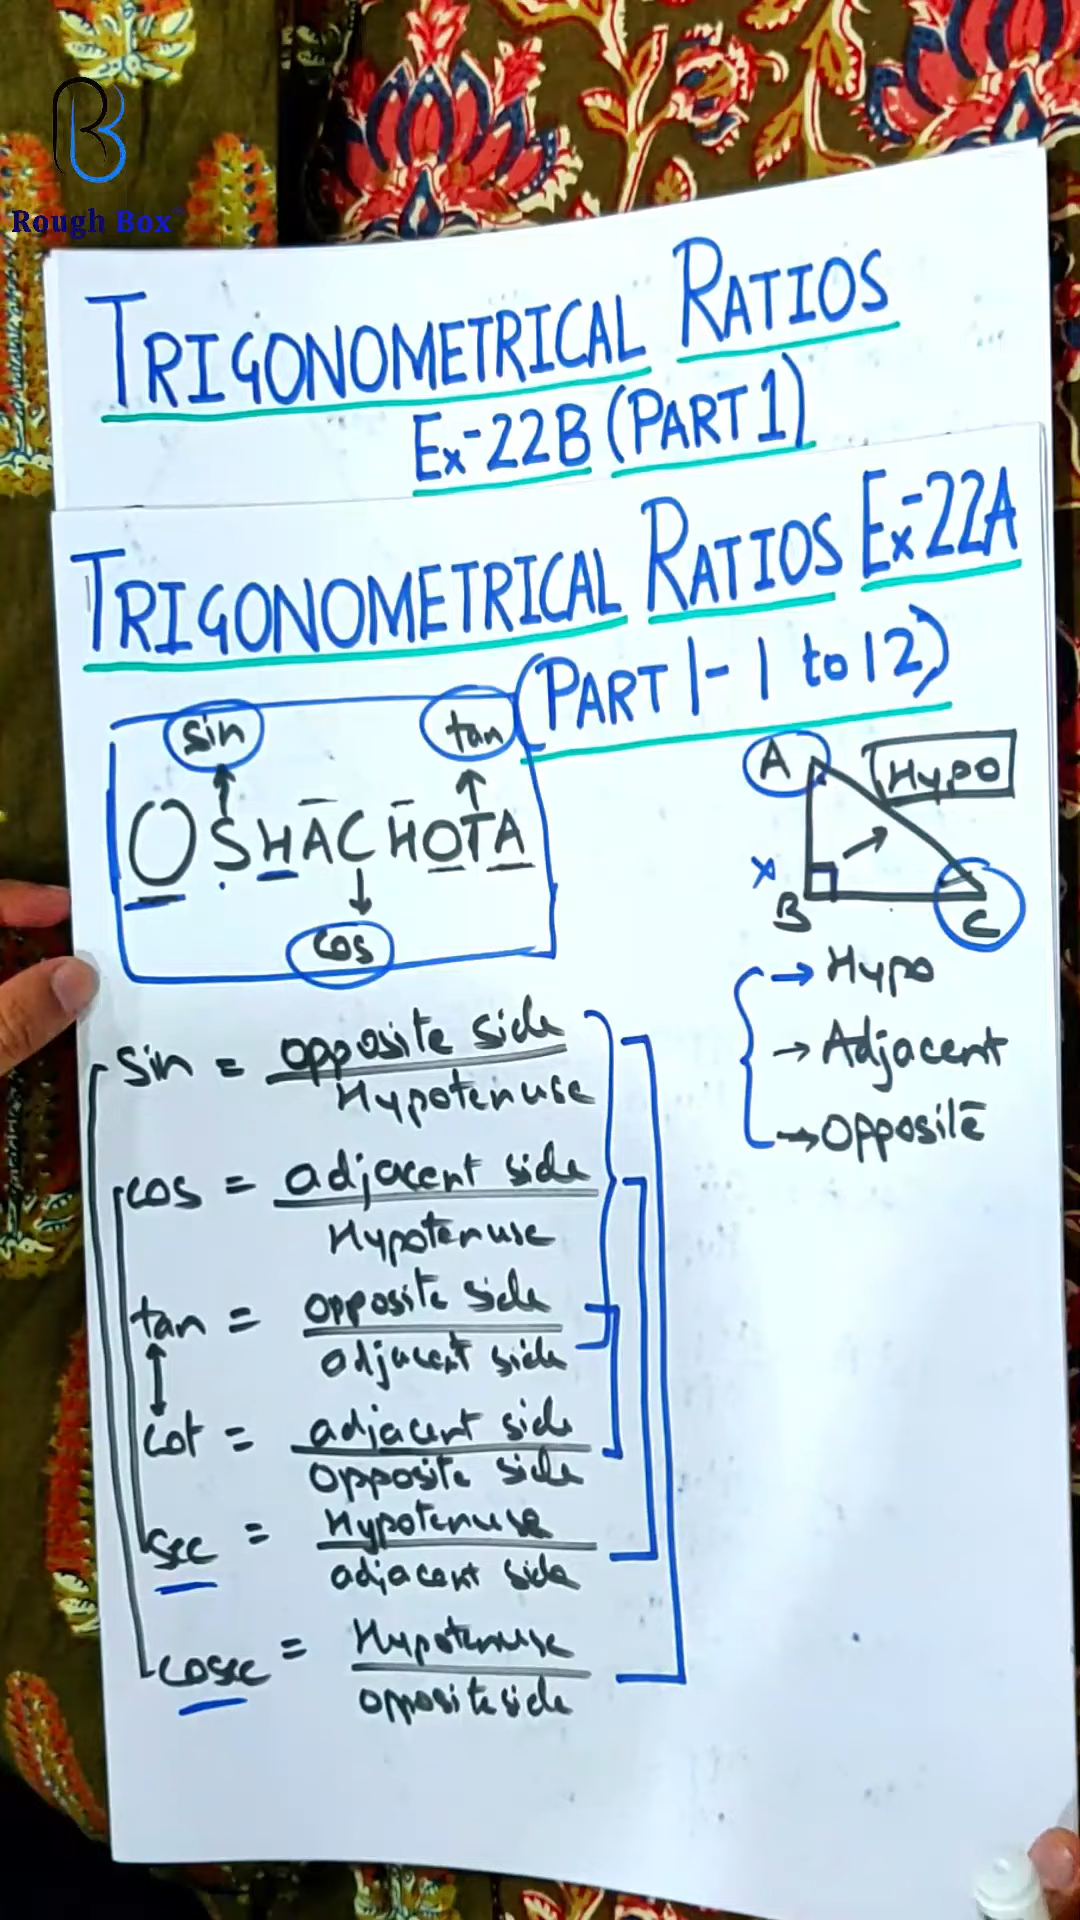 Rough Box
TRIGONOMETRICAL RATIOS
Ex-22B (PART 1)
TRIGONOMETRICAL RATIOS Ex-22A
(PART 1 - 1 to 12)
sin tan
OSHACHOTA
cos
A Hypo
B C
→ Hypo
→ Adjacent
→ Opposite
sin = opposite side
Hypotenuse
cos = adjacent side
Hypotenuse
tan = opposite side
adjacent side
cot = adjacent side
opposite side
sec = Hypotenuse
adjacent side
cosec = Hypotenuse
opposite side